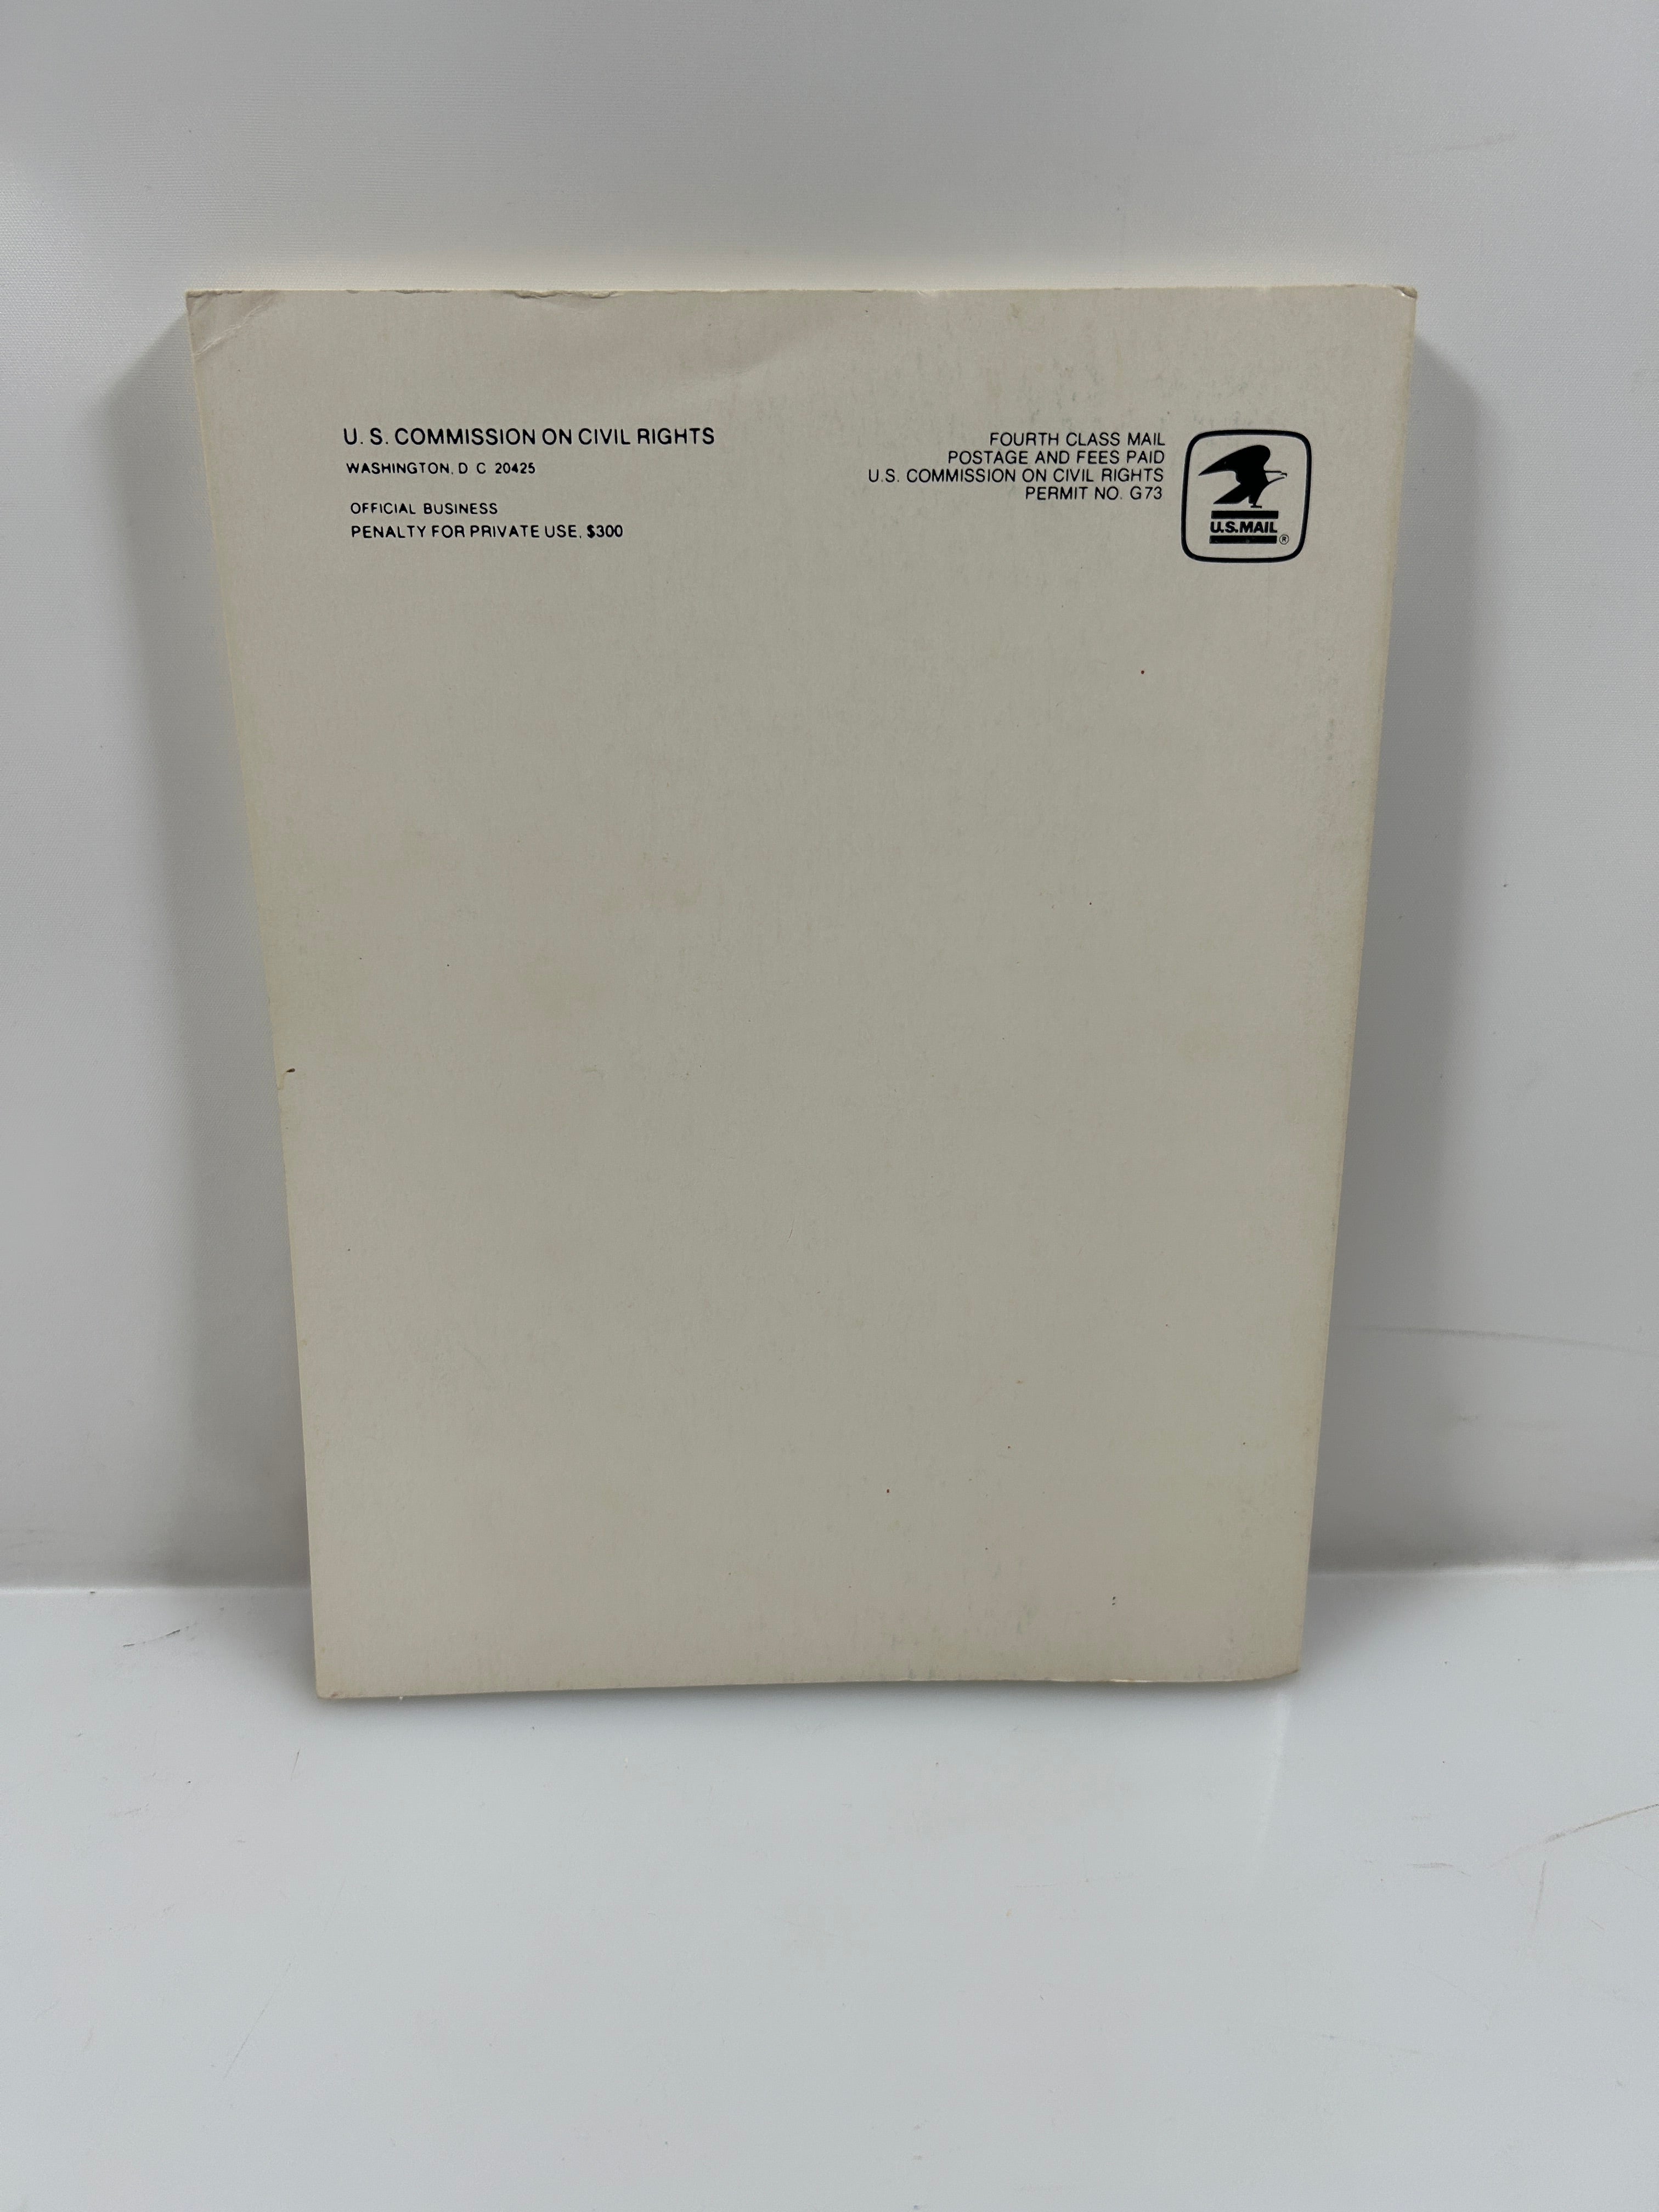 U. S. COMMISSION ON CIVIL RIGHTS
WASHINGTON, D C 20425
OFFICIAL BUSINESS
PENALTY FOR PRIVATE USE, $300
FOURTH CLASS MAIL
POSTAGE AND FEES PAID
U.S. COMMISSION ON CIVIL RIGHTS
PERMIT NO. G73
U.S.MAIL
®